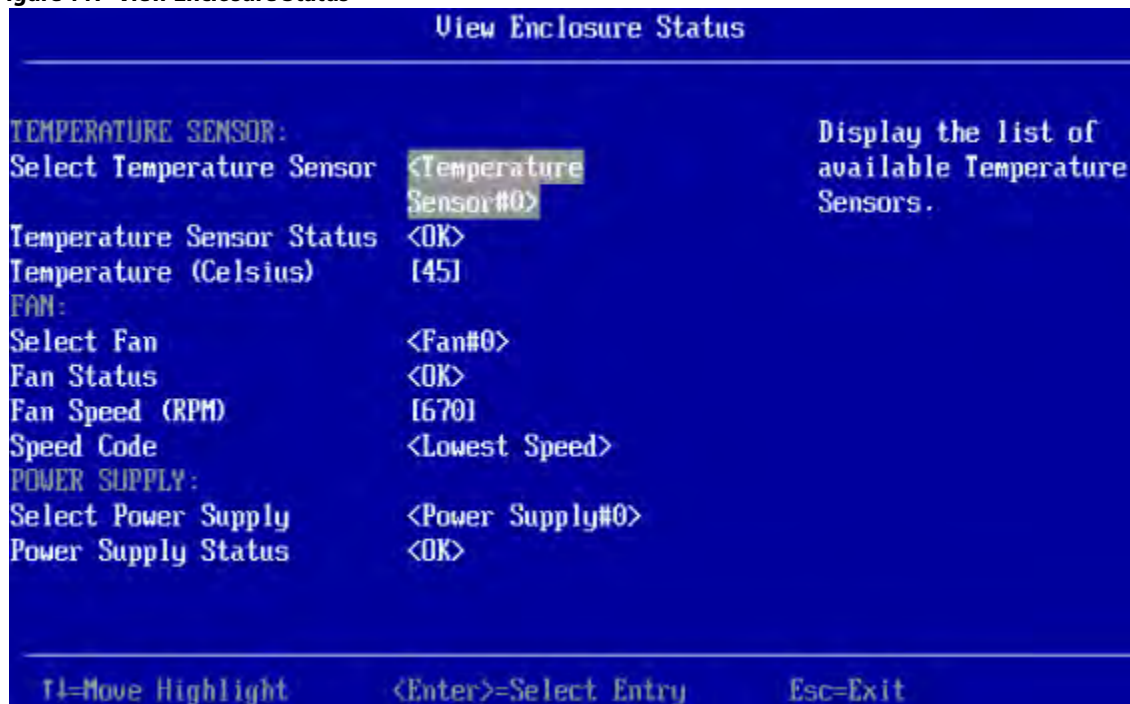 View Enclosure Status
TEMPERATURE SENSOR:
Select Temperature Sensor <Temperature Sensor#0>
Display the list of available Temperature Sensors.
Temperature Sensor Status <OK>
Temperature (Celsius) [45]
FAN:
Select Fan <Fan#0>
Fan Status <OK>
Fan Speed (RPM) [670]
Speed Code <Lowest Speed>
POWER SUPPLY:
Select Power Supply <Power Supply#0>
Power Supply Status <OK>
↑↓=Move Highlight <Enter>=Select Entry Esc=Exit